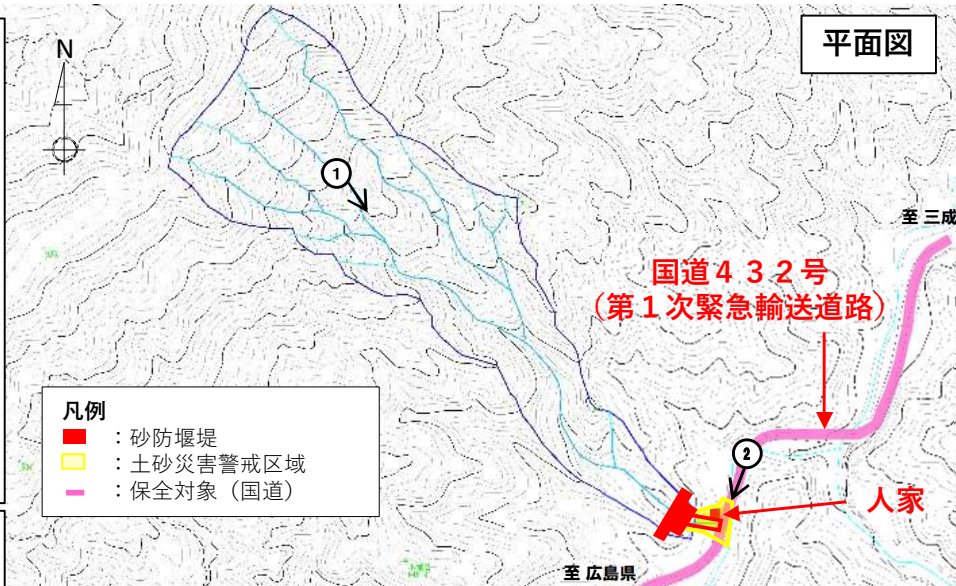 平面図
N
①
至 三成
国道４３２号
（第１次緊急輸送道路）
凡例
：砂防堰堤
：土砂災害警戒区域
：保全対象（国道）
②
人家
至 広島県